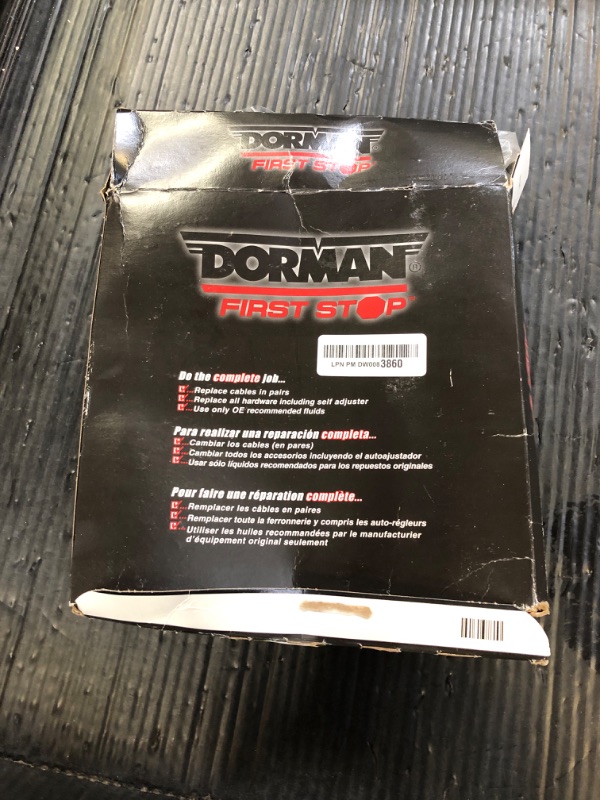 DORMAN
FIRST STOP
DORMAN®
FIRST STOP
LPN PM DW0083860
Do the complete job...
...Replace cables in pairs
...Replace all hardware including self adjuster
...Use only OE recommended fluids
Para realizar una reparación completa...
...Cambiar los cables (en pares)
...Cambiar todos los accesorios incluyendo el autoajustador
...Usar sólo líquidos recomendados para los repuestos originales
Pour faire une réparation complète...
...Remplacer les câbles en paires
...Remplacer toute la ferronnerie y compris les auto-régleurs
...Utiliser les huiles recommandées par le manufacturier
d'équipement original seulement